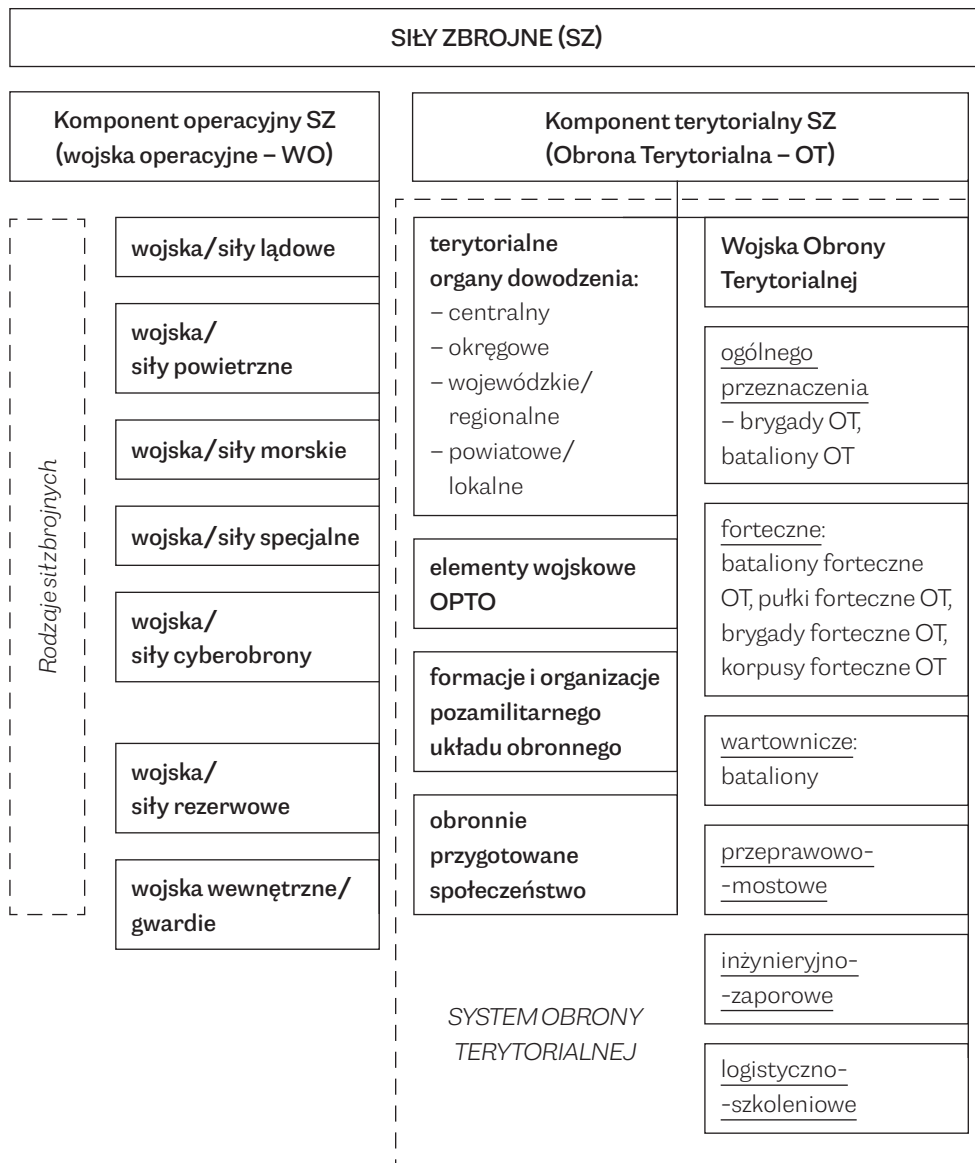 SIŁY ZBROJNE (SZ)
Komponent operacyjny SZ
(wojska operacyjne – WO)
Komponent terytorialny SZ
(Obrona Terytorialna – OT)
Rodzaje sił zbrojnych
wojska/siły lądowe
wojska/
siły powietrzne
wojska/siły morskie
wojska/siły specjalne
wojska/
siły cyberobrony
wojska/
siły rezerwowe
wojska wewnętrzne/
gwardie
terytorialne
organy dowodzenia:
– centralny
– okręgowe
– wojewódzkie/
regionalne
– powiatowe/
lokalne
elementy wojskowe
OPTO
formacje i organizacje
pozamilitarnego
układu obronnego
obronnie
przygotowane
społeczeństwo
SYSTEM OBRONY
TERYTORIALNEJ
Wojska Obrony
Terytorialnej
ogólnego
przeznaczenia
– brygady OT,
bataliony OT
forteczne:
bataliony forteczne
OT, pułki forteczne OT,
brygady forteczne OT,
korpusy forteczne OT
wartownicze:
bataliony
przeprawowo-
-mostowe
inżynieryjno-
-zaporowe
logistyczno-
-szkoleniowe